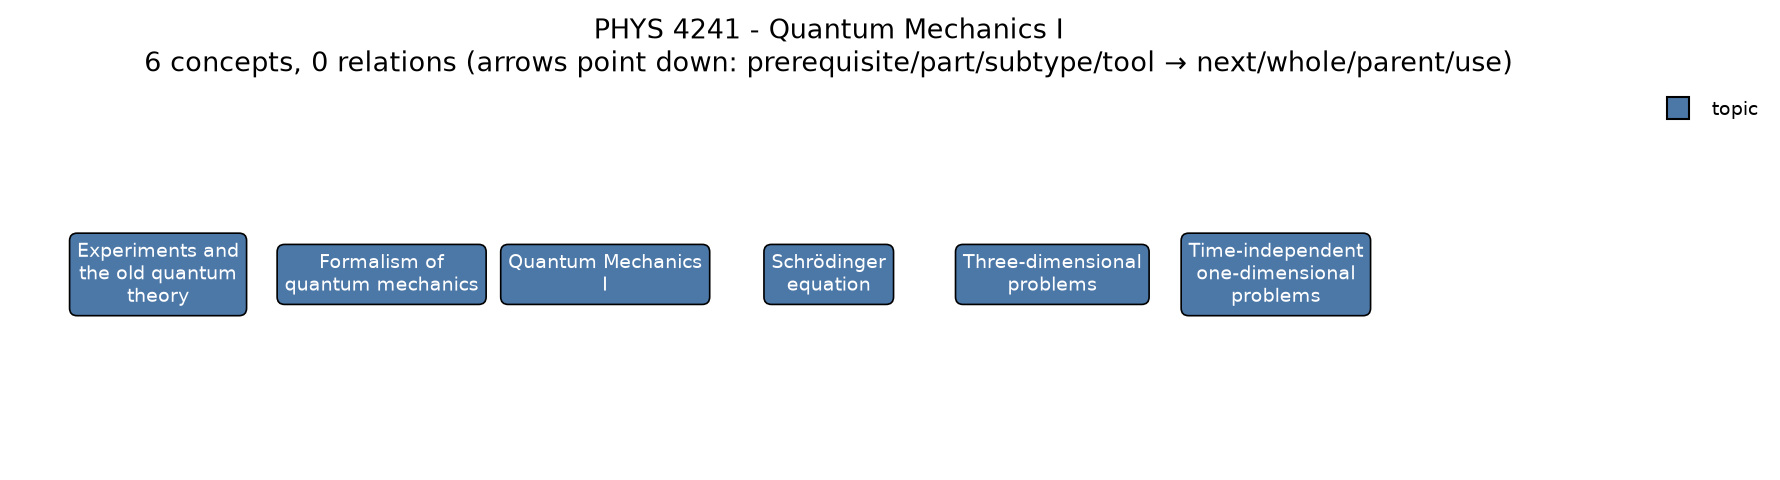 PHYS 4241 - Quantum Mechanics I
6 concepts, 0 relations (arrows point down: prerequisite/part/subtype/tool → next/whole/parent/use)
topic
Experiments and
the old quantum
theory
Formalism of
quantum mechanics
Quantum Mechanics
I
Schrödinger
equation
Three-dimensional
problems
Time-independent
one-dimensional
problems